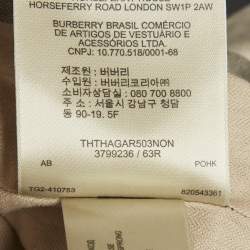 HORSEFERRY ROAD LONDON SW1P 2AW
BURBERRY BRASIL COMÉRCIO
DE ARTIGOS DE VESTUÁRIO E
ACESSÓRIOS LTDA.
CNPJ. 10.770.518/0001-68
제조원 : 버버리
수입원 : 버버리코리아(주)
소비자상담실 : 080 700 8800
주소 : 서울시 강남구 청담
동 90-19. 5F
THTHAGAR503NON
3799236 / 63R
AB
POHK
TG2-410753
820543361